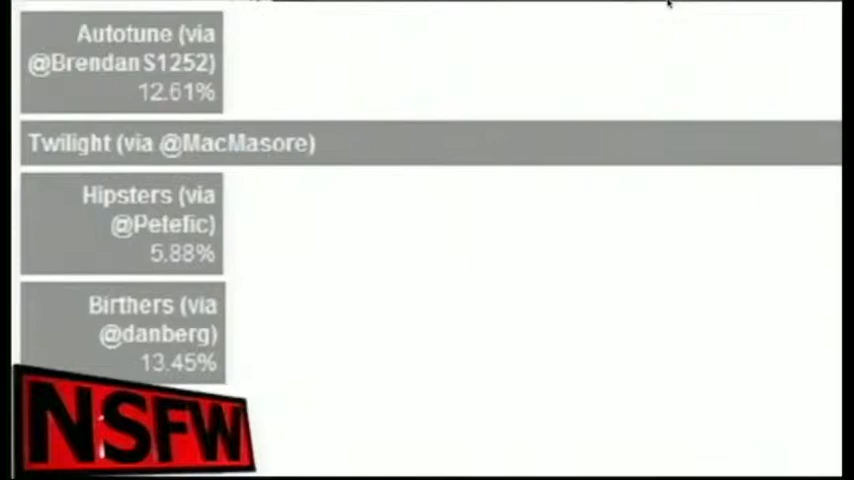 Autotune (via
@BrendanS1252)
12.61%
Twilight (via @MacMasore)
Hipsters (via
@Petefic)
5.88%
Birthers (via
@danberg)
13.45%
NSFW